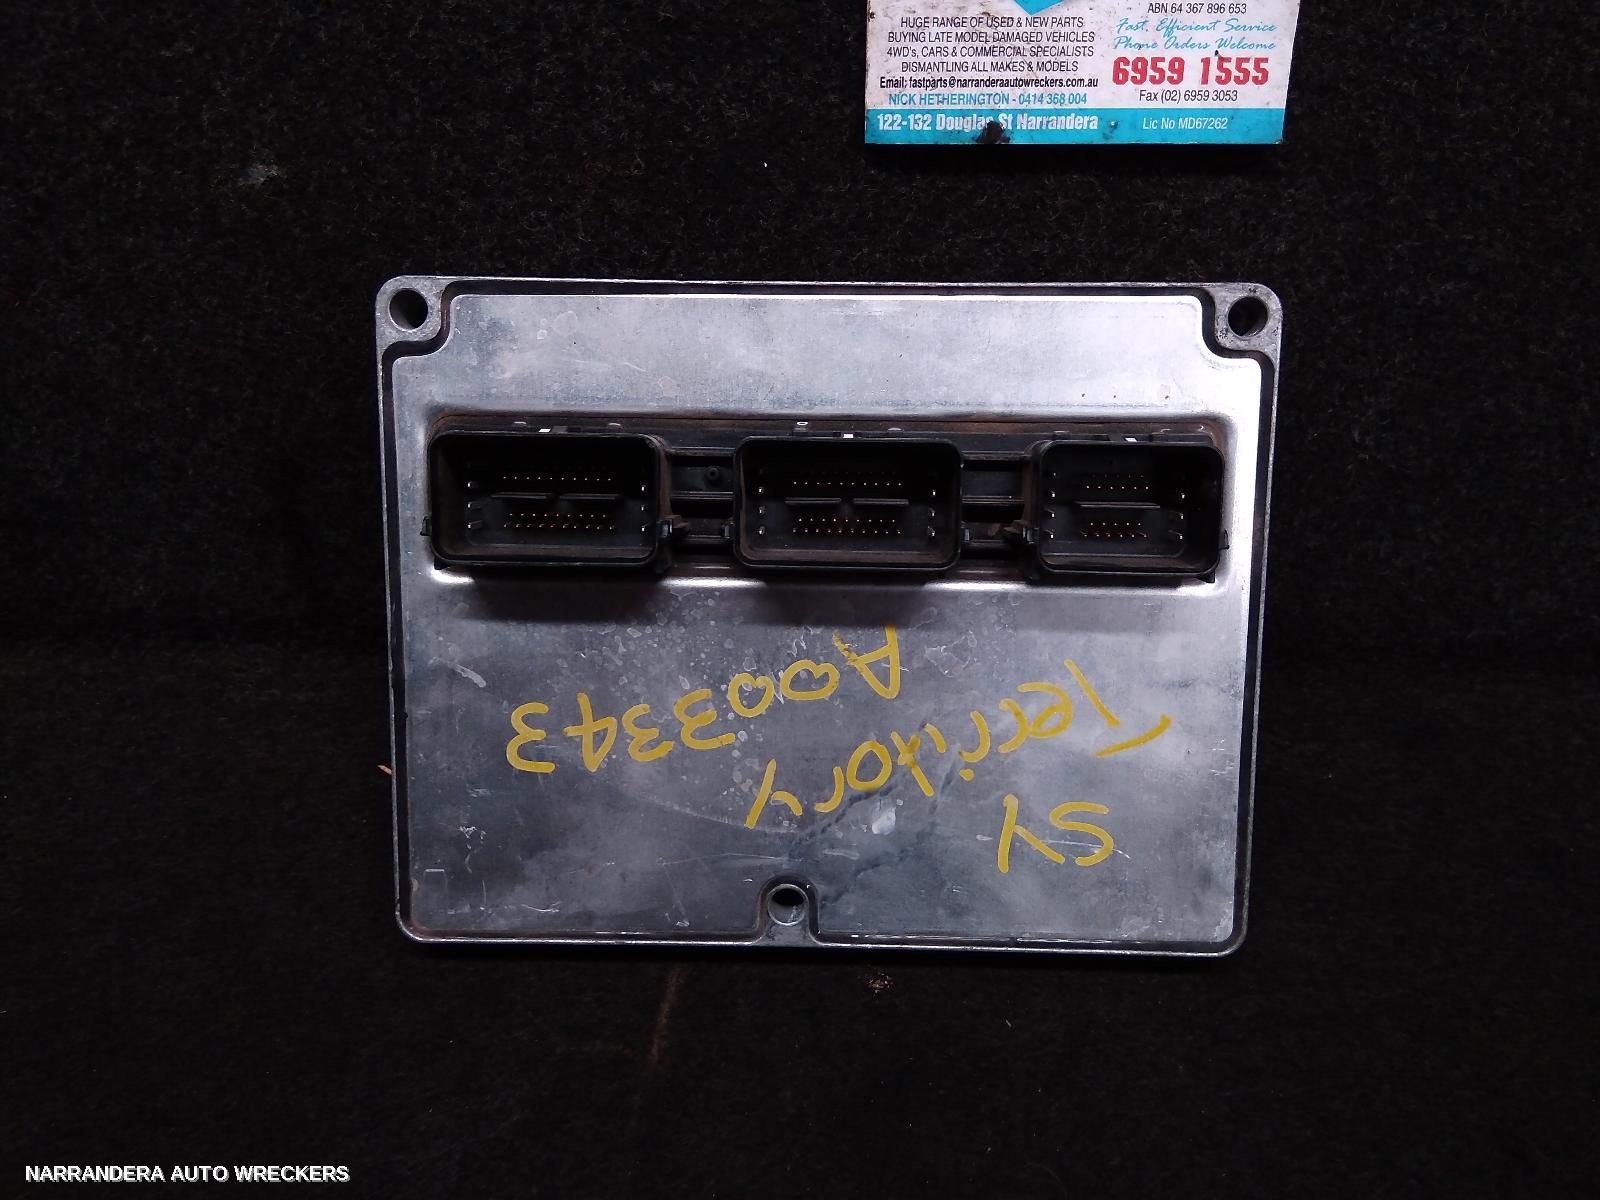 ABN 64 367 896 653
HUGE RANGE OF USED & NEW PARTS
BUYING LATE MODEL DAMAGED VEHICLES
4WD's, CARS & COMMERCIAL SPECIALISTS
DISMANTLING ALL MAKES & MODELS
Email: fastparts@narranderaautowreckers.com.au
NICK HETHERINGTON - 0414 368 004
Fast, Efficient Service
Phone Orders Welcome
6959 1555
Fax (02) 6959 3053
122-132 Douglas St Narrandera
Lic No MD67262
SY
Territory
A0003343
NARRANDERA AUTO WRECKERS